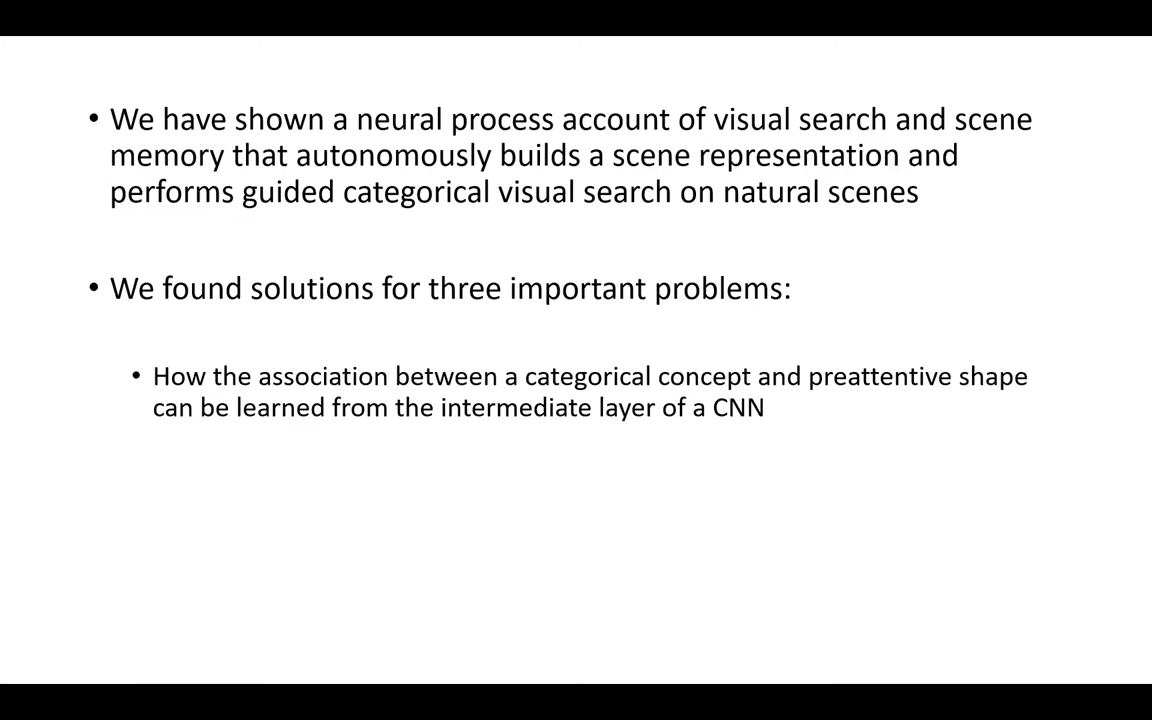 • We have shown a neural process account of visual search and scene
memory that autonomously builds a scene representation and
performs guided categorical visual search on natural scenes
• We found solutions for three important problems:
• How the association between a categorical concept and preattentive shape
can be learned from the intermediate layer of a CNN